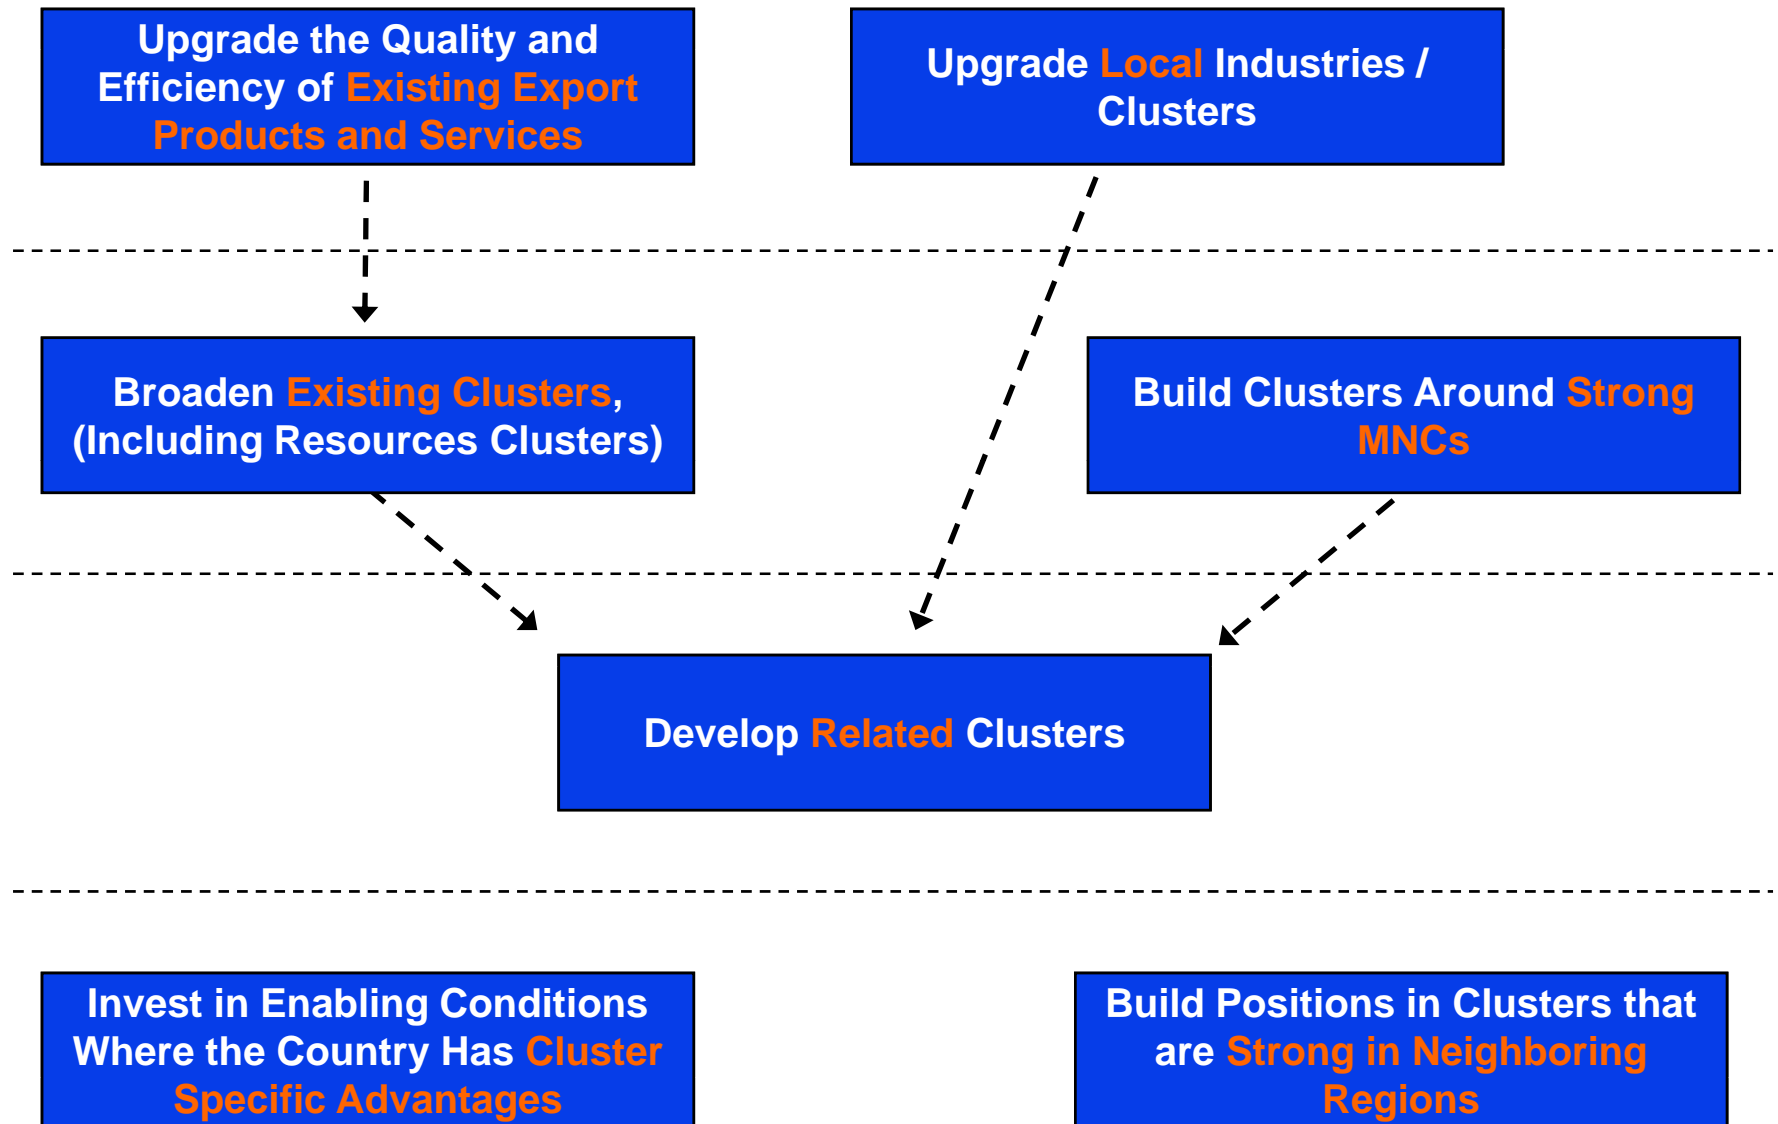 Upgrade the Quality and
Efficiency of Existing Export
Products and Services
Upgrade Local Industries /
Clusters
Broaden Existing Clusters,
(Including Resources Clusters)
Build Clusters Around Strong
MNCs
Develop Related Clusters
Invest in Enabling Conditions
Where the Country Has Cluster
Specific Advantages
Build Positions in Clusters that
are Strong in Neighboring
Regions